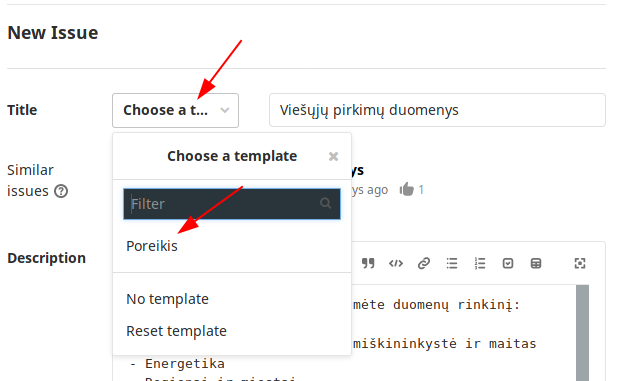 New Issue
Title
Choose a t...
Viešųjų pirkimų duomenys
Choose a template
Similar
issues
ys
ys ago
1
Filter
Poreikis
Description
No template
mėte duomenų rinkinį:
Reset template
miškininkystė ir maitas
- Energetika